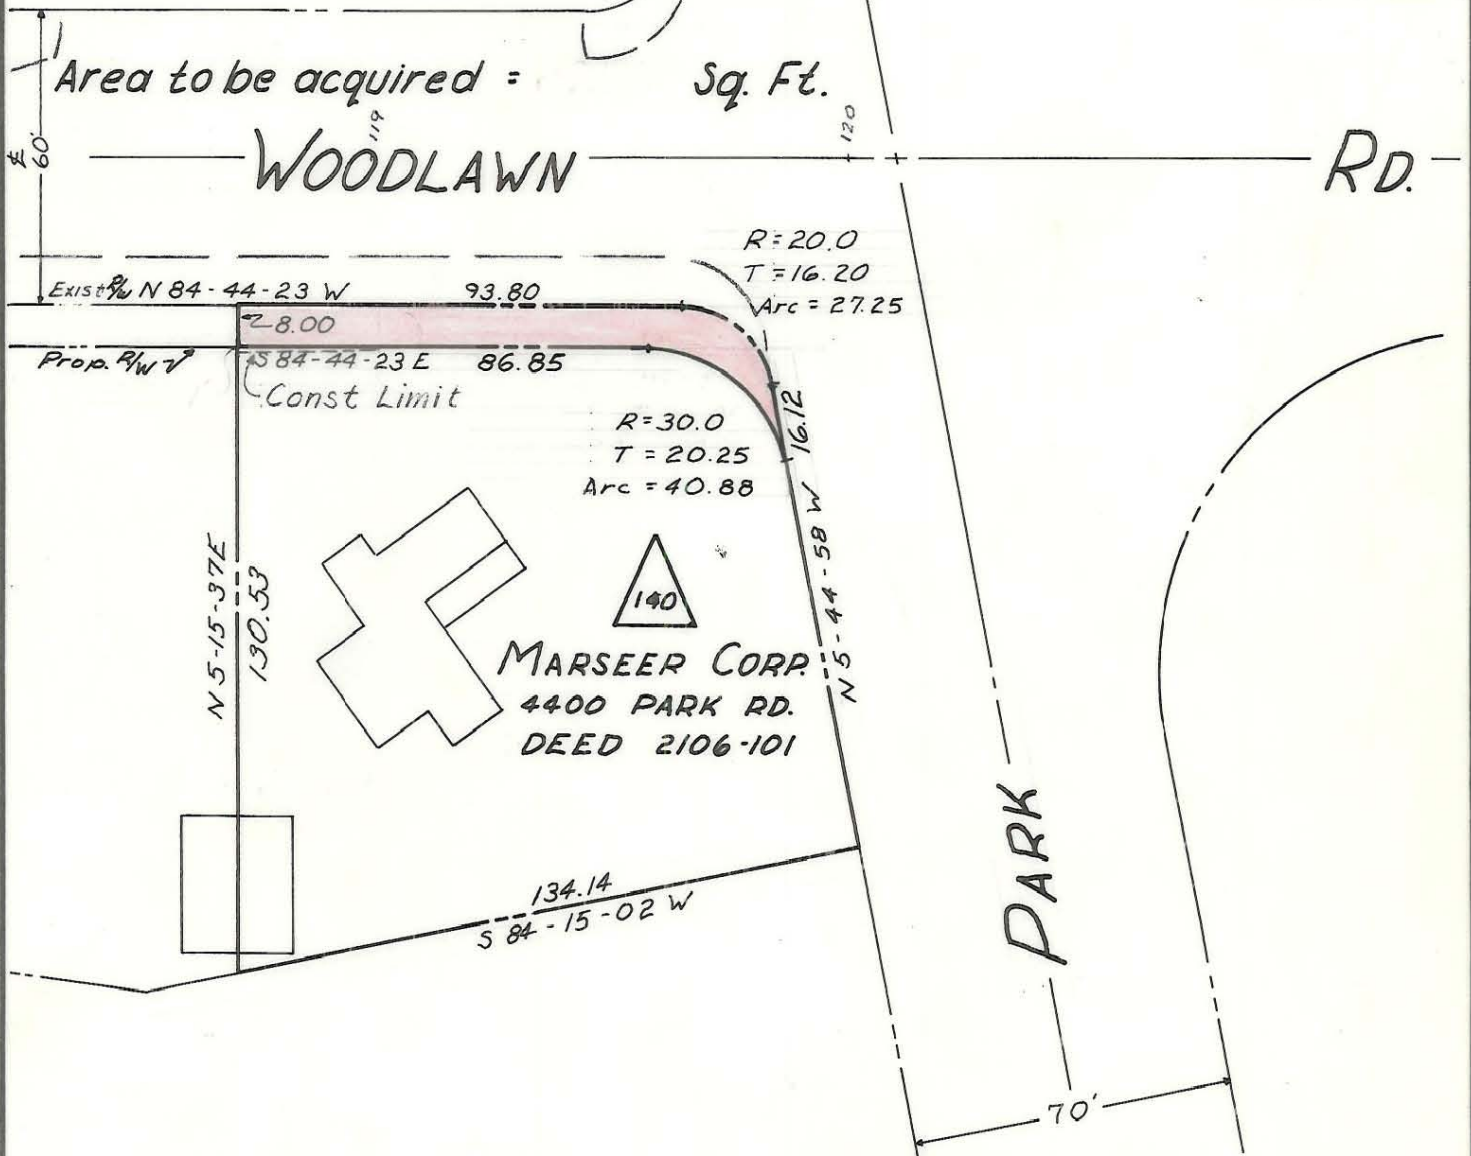 Area to be acquired = Sq. Ft.
119
120
60'
WOODLAWN RD.
R=20.0
T=16.20
Arc = 27.25
Exist R/W N 84-44-23 W 93.80
8.00
Prop. R/W
S 84-44-23 E 86.85
Const Limit
R=30.0
T = 20.25
Arc = 40.88
16.12
N 5-44-58 W
N 5-15-37E
130.53
140
MARSEER CORP.
4400 PARK RD.
DEED 2106-101
134.14
S 84-15-02 W
PARK
70'